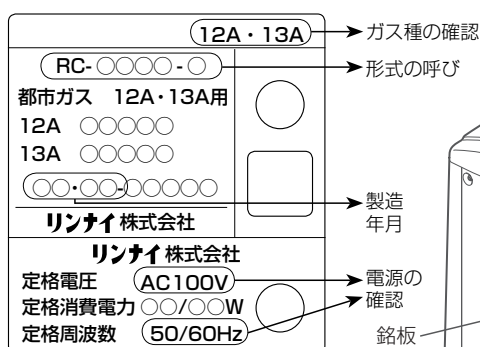 12A・13A
ガス種の確認
RC-○○○○-○
形式の呼び
都市ガス 12A・13A用
12A ○○○○○
13A ○○○○○
○○・○○-○○○○○
製造
年月
リンナイ株式会社
リンナイ株式会社
定格電圧 AC100V
電源の
確認
定格消費電力 ○○/○○W
定格周波数 50/60Hz
銘板